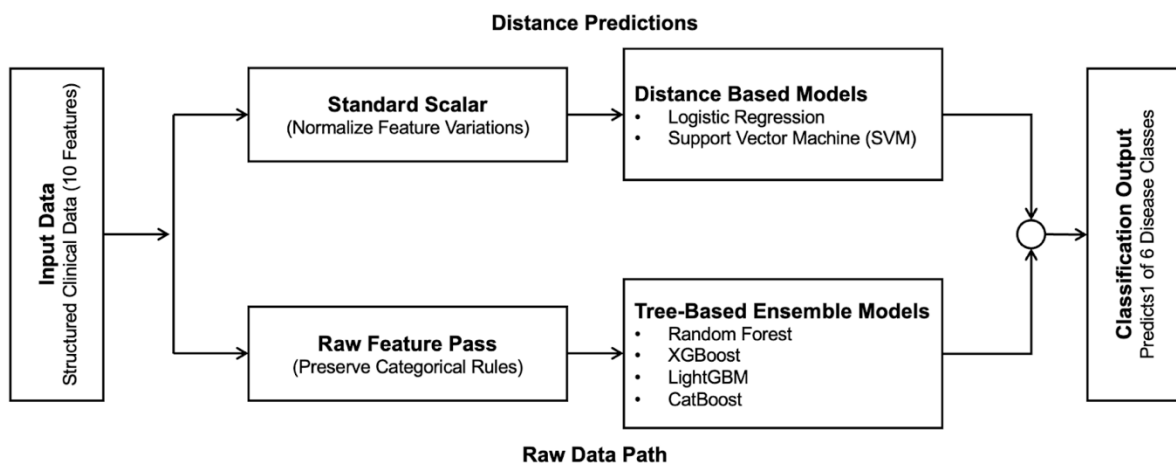 Distance Predictions
Input Data
Structured Clinical Data (10 Features)
Standard Scalar
(Normalize Feature Variations)
Distance Based Models
• Logistic Regression
• Support Vector Machine (SVM)
Raw Feature Pass
(Preserve Categorical Rules)
Tree-Based Ensemble Models
• Random Forest
• XGBoost
• LightGBM
• CatBoost
Classification Output
Predicts1 of 6 Disease Classes
Raw Data Path